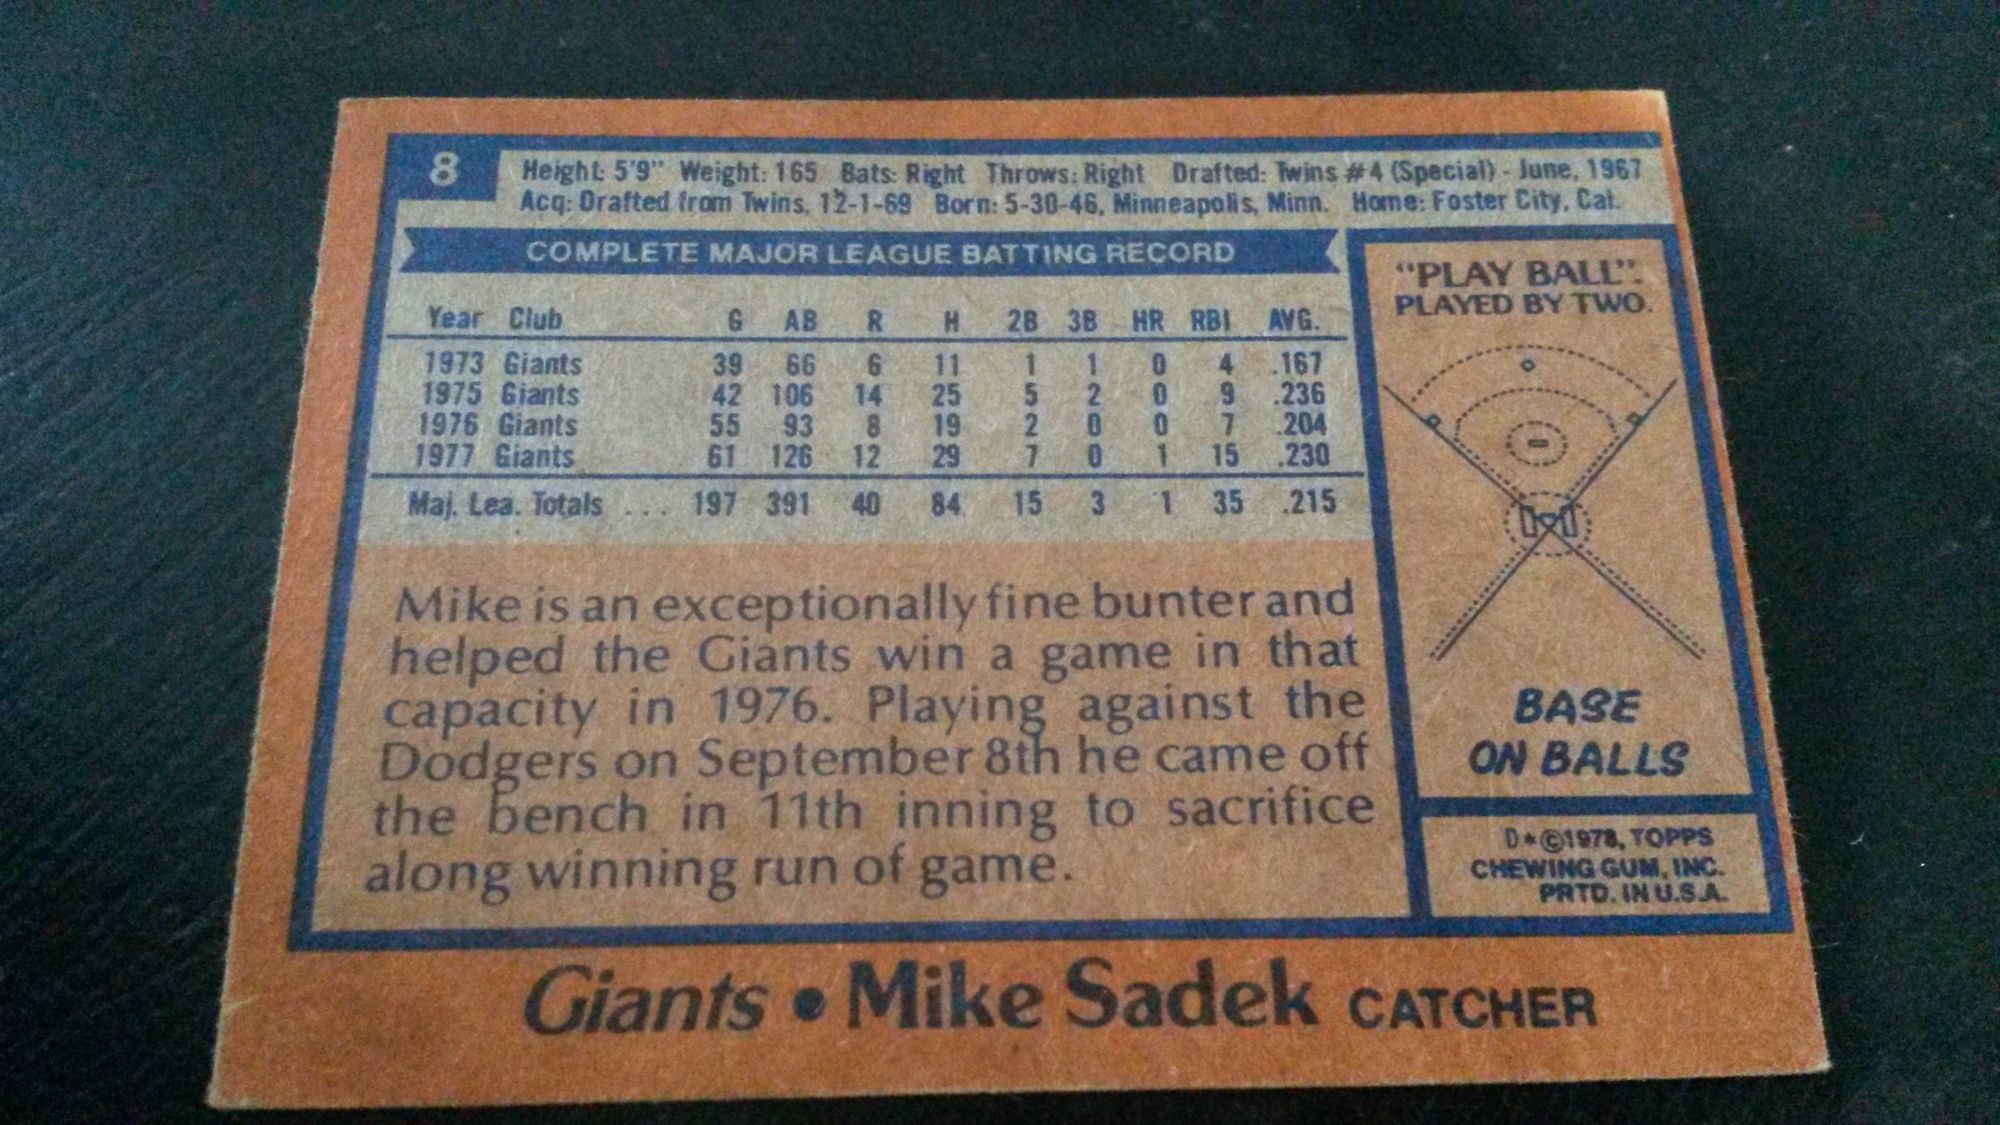 8
Height: 5'9" Weight: 165 Bats: Right Throws: Right Drafted: Twins #4 (Special) - June, 1967
Acq: Drafted from Twins, 12-1-69 Born: 5-30-46, Minneapolis, Minn. Home: Foster City, Cal.
COMPLETE MAJOR LEAGUE BATTING RECORD
Year Club G AB R H 2B 3B HR RBI AVG.
1973 Giants 39 66 6 11 1 1 0 4 .167
1975 Giants 42 106 14 25 5 2 0 9 .236
1976 Giants 55 93 8 19 2 0 0 7 .204
1977 Giants 61 126 12 29 7 0 1 15 .230
Maj. Lea. Totals ... 197 391 40 84 15 3 1 35 .215
Mike is an exceptionally fine bunter and
helped the Giants win a game in that
capacity in 1976. Playing against the
Dodgers on September 8th he came off
the bench in 11th inning to sacrifice
along winning run of game.
"PLAY BALL".
PLAYED BY TWO.
BASE
ON BALLS
D*©1978, TOPPS
CHEWING GUM, INC.
PRTD. IN U.S.A.
Giants • Mike Sadek CATCHER